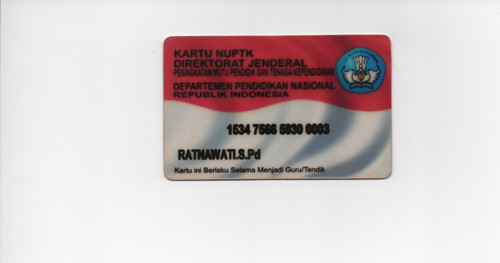 KARTU NUPTK
DIREKTORAT JENDERAL
PENINGKATAN MUTU PENDIDIK DAN TENAGA KEPENDIDIKAN
DEPARTEMEN PENDIDIKAN NASIONAL
REPUBLIK INDONESIA
1534 7566 5930 0003
RATNAWATI.S.Pd
Kartu ini Berlaku Selama Menjadi Guru/Tendik